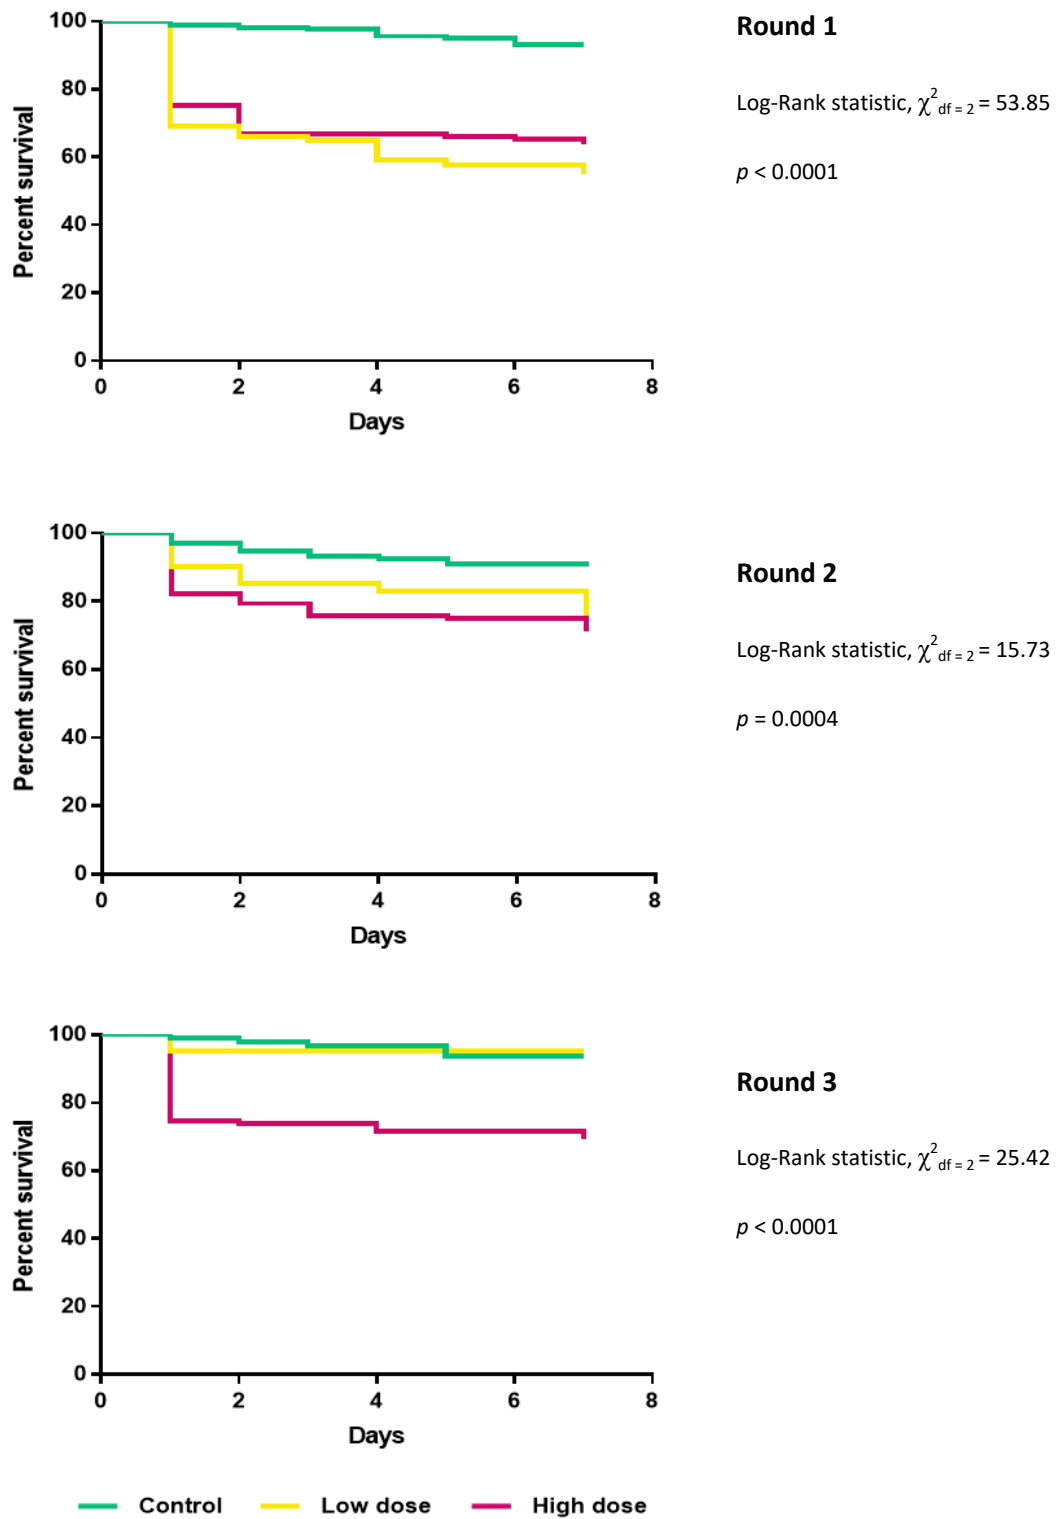 Round 1
Log-Rank statistic, χ²df = 2 = 53.85
p < 0.0001
Percent survival
100
80
60
40
20
0
0 2 4 6 8
Days
Round 2
Log-Rank statistic, χ²df = 2 = 15.73
p = 0.0004
Percent survival
100
80
60
40
20
0
0 2 4 6 8
Days
Round 3
Log-Rank statistic, χ²df = 2 = 25.42
p < 0.0001
Percent survival
100
80
60
40
20
0
0 2 4 6 8
Days
Control Low dose High dose